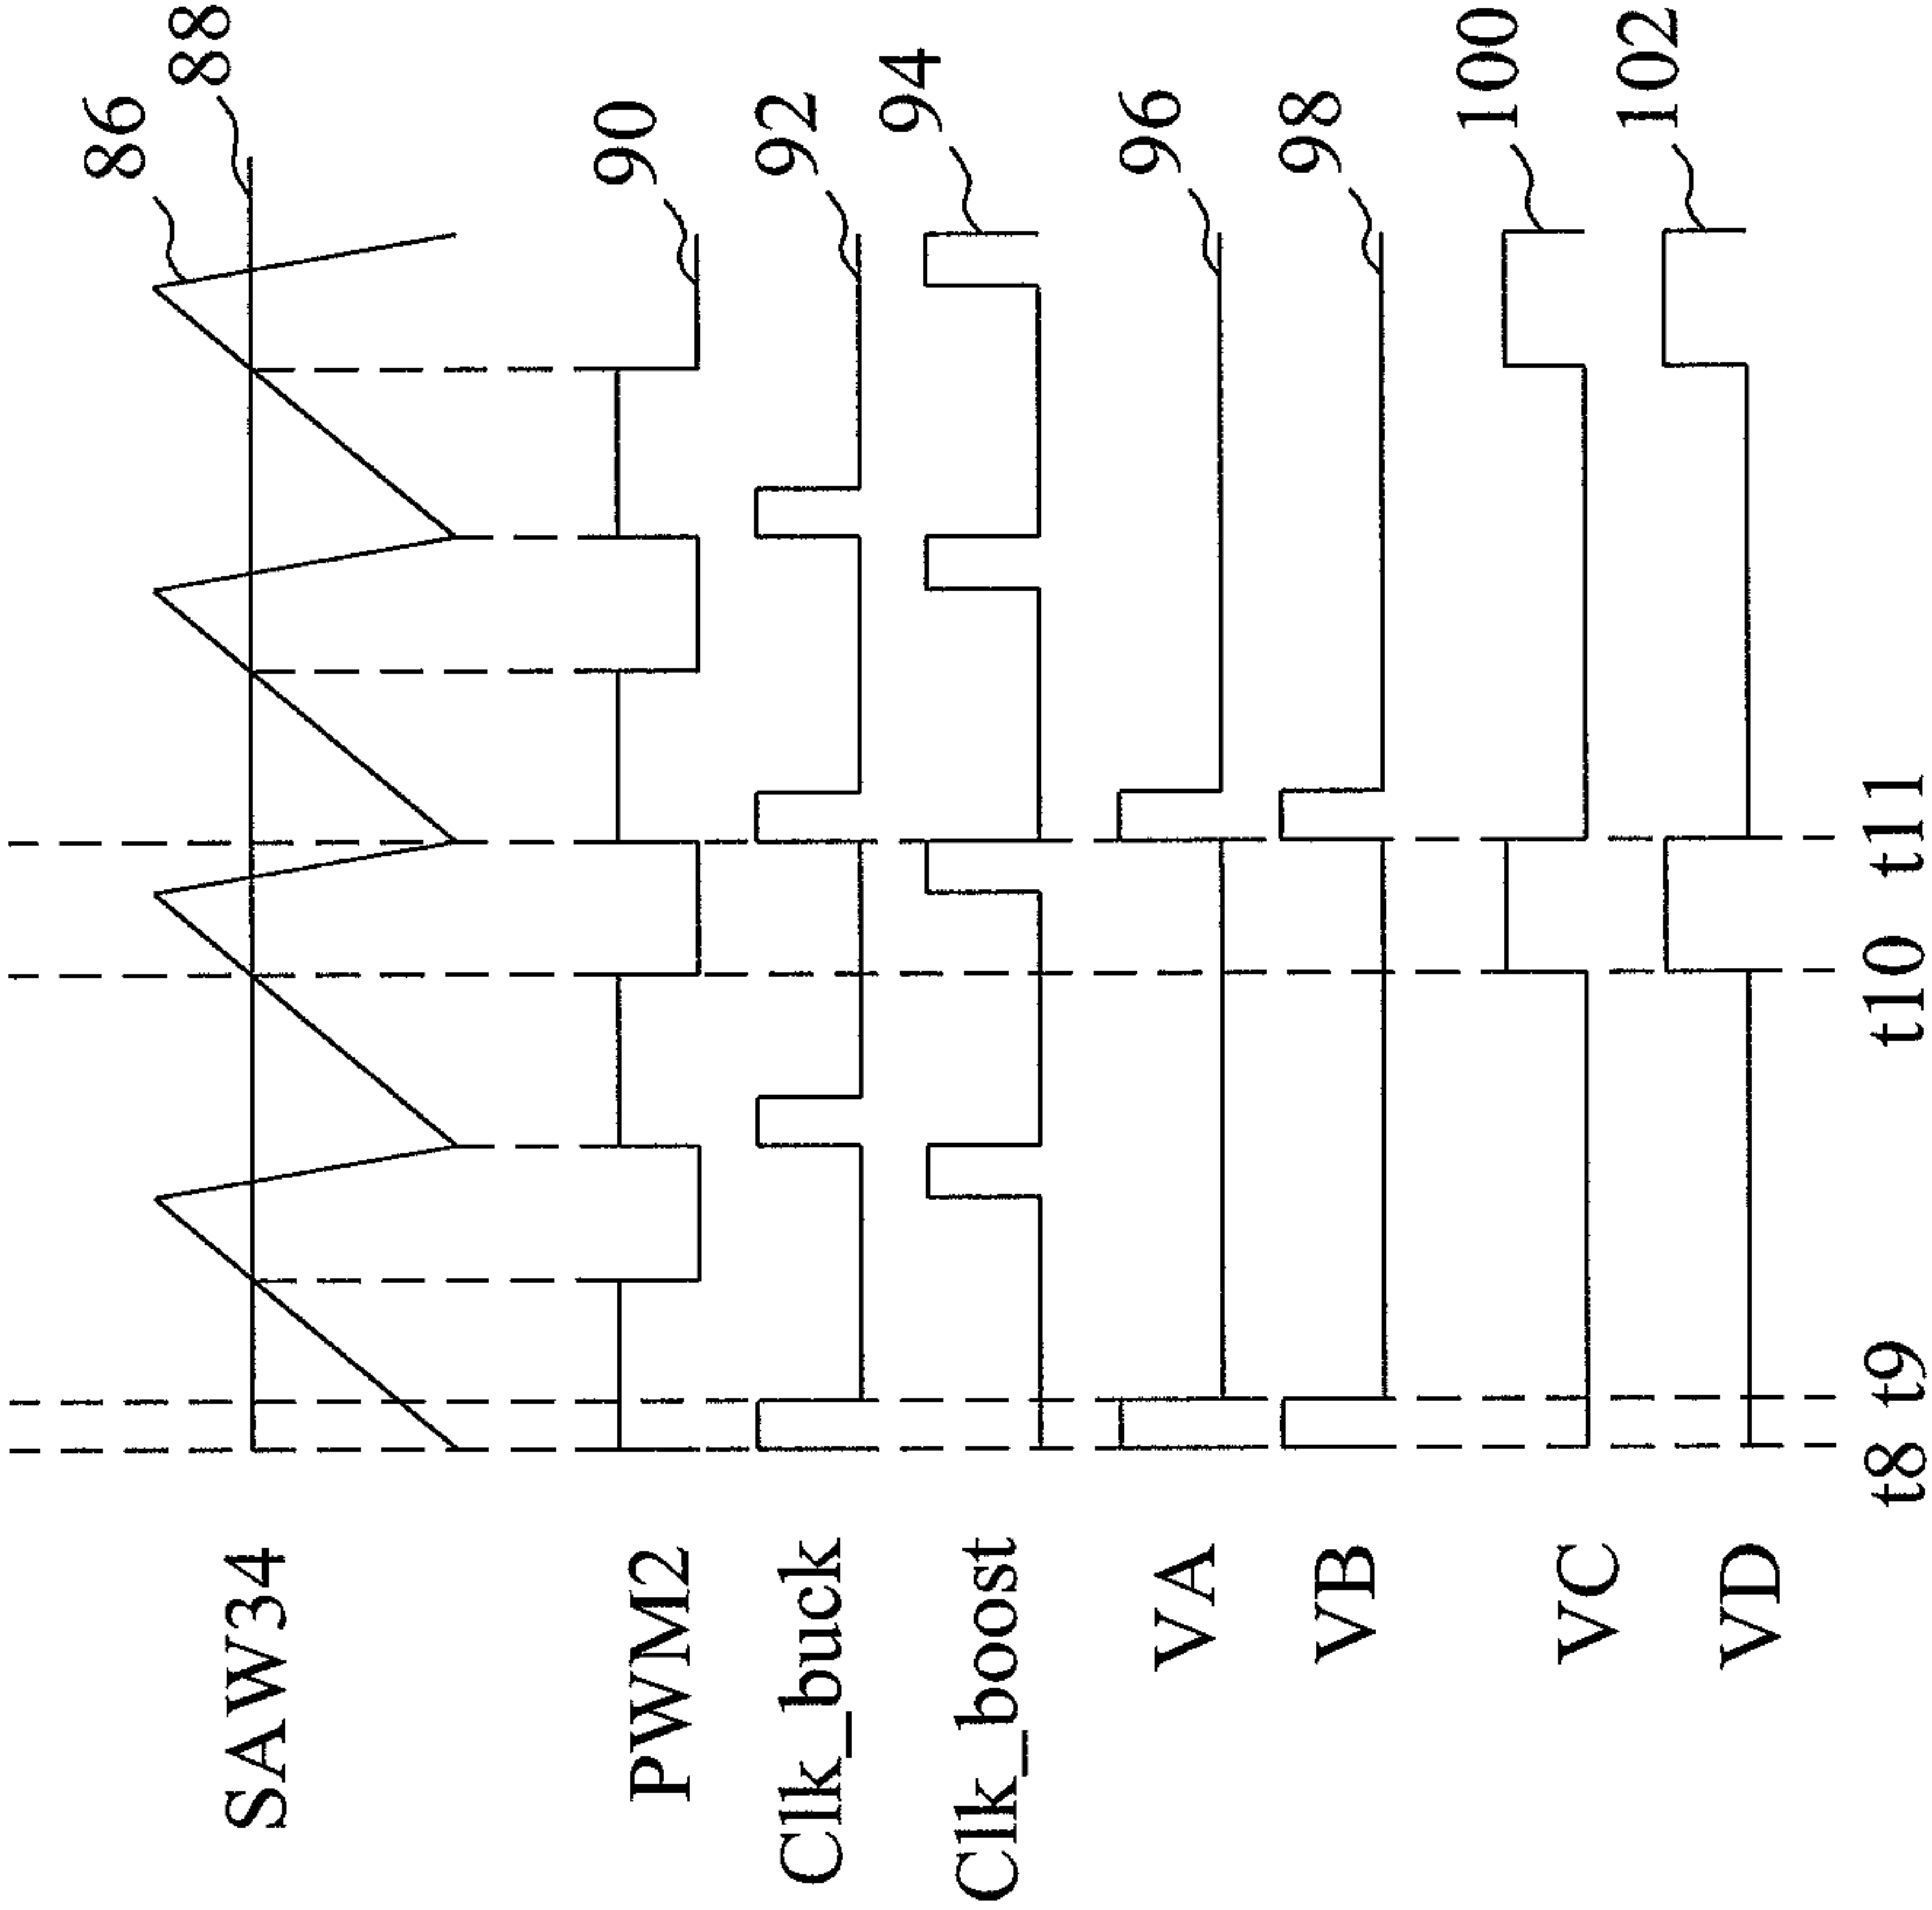 86
88
SAW34
90
PWM2
92
Clk_buck
94
Clk_boost
96
VA
98
VB
100
VC
102
VD
t8 t9 t10 t11